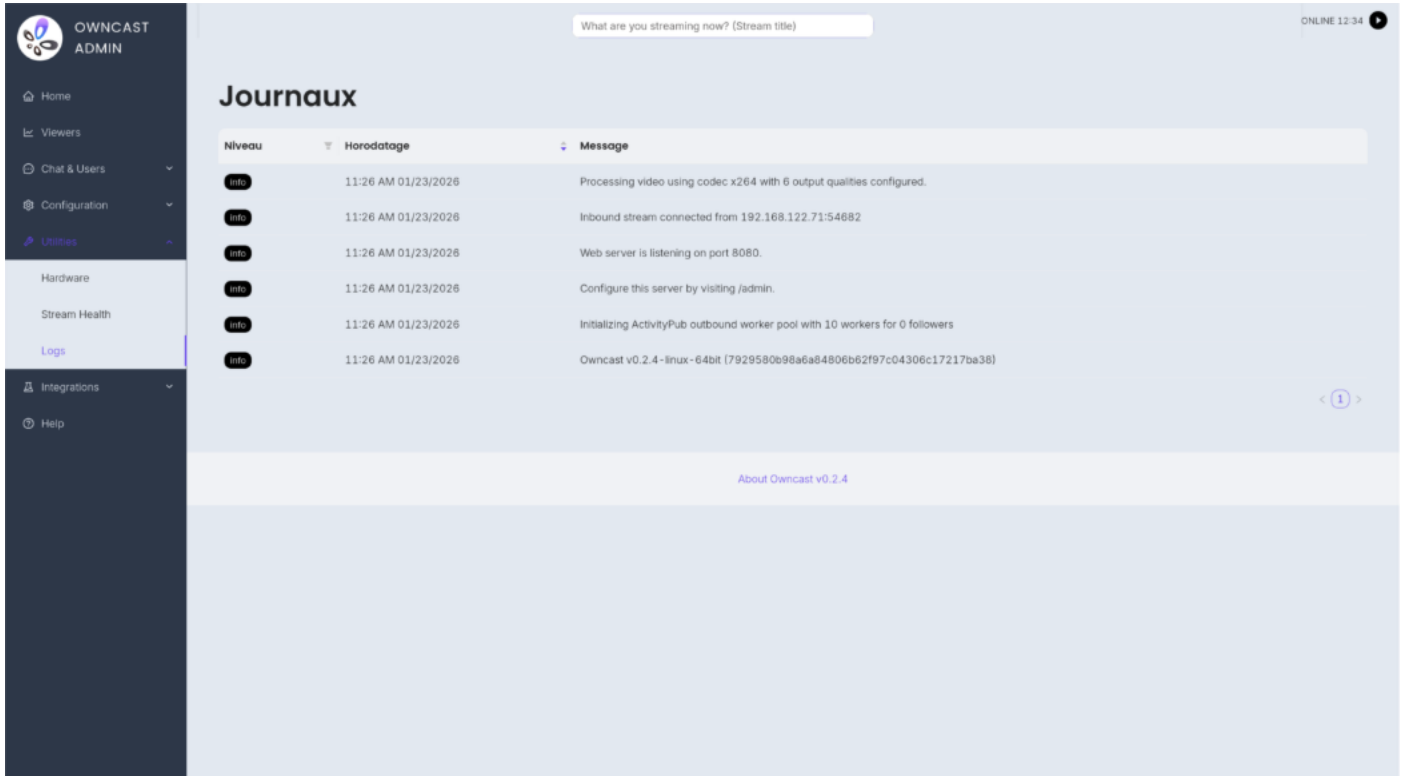 OWNCAST
ADMIN
What are you streaming now? (Stream title)
ONLINE 12:34
Home
Viewers
Chat & Users
Configuration
Utilities
Hardware
Stream Health
Logs
Integrations
Help
Journaux
Niveau Horodatage Message
info 11:26 AM 01/23/2026 Processing video using codec x264 with 6 output qualities configured.
info 11:26 AM 01/23/2026 Inbound stream connected from 192.168.122.71:54682
info 11:26 AM 01/23/2026 Web server is listening on port 8080.
info 11:26 AM 01/23/2026 Configure this server by visiting /admin.
info 11:26 AM 01/23/2026 Initializing ActivityPub outbound worker pool with 10 workers for 0 followers
info 11:26 AM 01/23/2026 Owncast v0.2.4-linux-64bit (7929580b98a6a84806b62f97c04306c17217ba38)
< 1 >
About Owncast v0.2.4